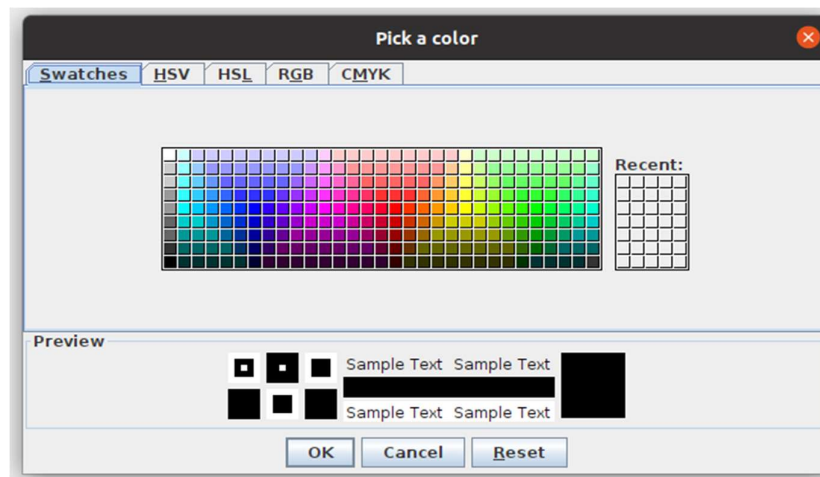 Pick a color
Swatches HSV HSL RGB CMYK
Recent:
Preview
Sample Text Sample Text
Sample Text Sample Text
OK Cancel Reset